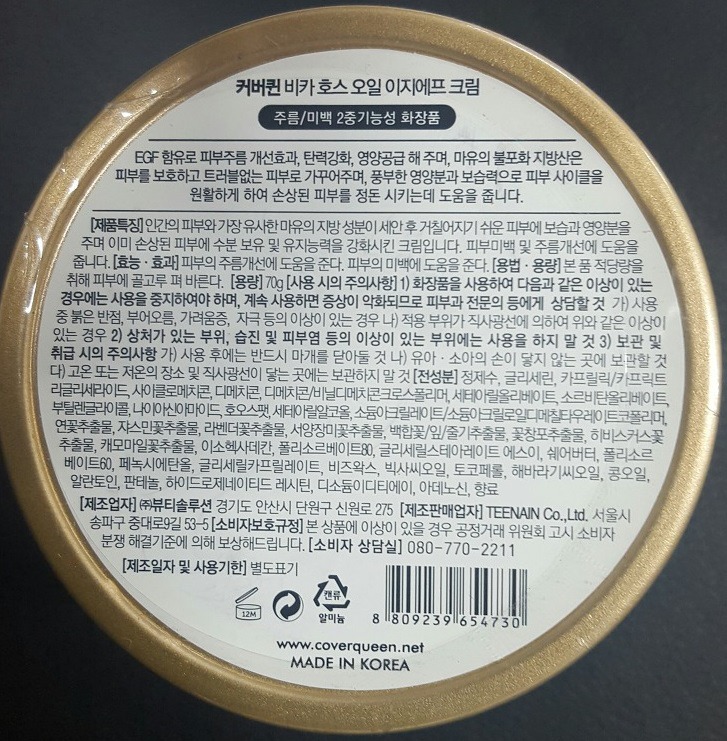 커버퀸 비카 호스 오일 이지에프 크림
주름/미백 2중기능성 화장품
EGF 함유로 피부주름 개선효과, 탄력강화, 영양공급 해 주며, 마유의 불포화 지방산은
피부를 보호하고 트러블없는 피부로 가꾸어주며, 풍부한 영양분과 보습력으로 피부 사이클을
원활하게 하여 손상된 피부를 정돈 시키는데 도움을 줍니다.
[제품특징] 인간의 피부와 가장 유사한 마유의 지방 성분이 세안 후 거칠어지기 쉬운 피부에 보습과 영양분을
주며 이미 손상된 피부에 수분 보유 및 유지능력을 강화시킨 크림입니다. 피부미백 및 주름개선에 도움을
줍니다. [효능·효과] 피부의 주름개선에 도움을 준다. 피부의 미백에 도움을 준다. [용법·용량] 본 품 적당량을
취해 피부에 골고루 펴 바른다. [용량] 70g [사용 시의 주의사항] 1) 화장품을 사용하여 다음과 같은 이상이 있는
경우에는 사용을 중지하여야 하며, 계속 사용하면 증상이 악화되므로 피부과 전문의 등에게 상담할 것 가) 사용
중 붉은 반점, 부어오름, 가려움증, 자극 등의 이상이 있는 경우 나) 적용 부위가 직사광선에 의하여 위와 같은 이상이
있는 경우 2) 상처가 있는 부위, 습진 및 피부염 등의 이상이 있는 부위에는 사용을 하지 말 것 3) 보관 및
취급 시의 주의사항 가) 사용 후에는 반드시 마개를 닫아둘 것 나) 유아·소아의 손이 닿지 않는 곳에 보관할 것
다) 고온 또는 저온의 장소 및 직사광선이 닿는 곳에는 보관하지 말 것 [전성분] 정제수, 글리세린, 카프릴릭/카프릭트
리글리세라이드, 사이클로메치콘, 디메치콘, 디메치콘/비닐디메치콘크로스폴리머, 세테아릴올리베이트, 소르비탄올리베이트,
부틸렌글라이콜, 나이아신아마이드, 호오스팻, 세테아릴알코올, 소듐아크릴레이트/소듐아크릴로일디메칠타우레이트코폴리머,
연꽃추출물, 쟈스민꽃추출물, 라벤더꽃추출물, 서양장미꽃추출물, 백합꽃/잎/줄기추출물, 꽃창포추출물, 히비스커스꽃
추출물, 캐모마일꽃추출물, 이소헥사데칸, 폴리소르베이트80, 글리세릴스테아레이트 에스이, 쉐어버터, 폴리소르
베이트60, 페녹시에탄올, 글리세릴카프릴레이트, 비즈왁스, 빅사씨오일, 토코페롤, 해바라기씨오일, 콩오일,
알란토인, 판테놀, 하이드로제네이티드 레시틴, 디소듐이디티에이, 아데노신, 향료
[제조업자] ㈜뷰티솔루션 경기도 안산시 단원구 신원로 275 [제조판매업자] TEENAIN Co.,Ltd. 서울시
송파구 중대로9길 53-5 [소비자보호규정] 본 상품에 이상이 있을 경우 공정거래 위원회 고시 소비자
분쟁 해결기준에 의해 보상해드립니다. [소비자 상담실] 080-770-2211
[제조일자 및 사용기한] 별도표기
12M
캔류
알미늄
8 809239 654730
www.coverqueen.net
MADE IN KOREA